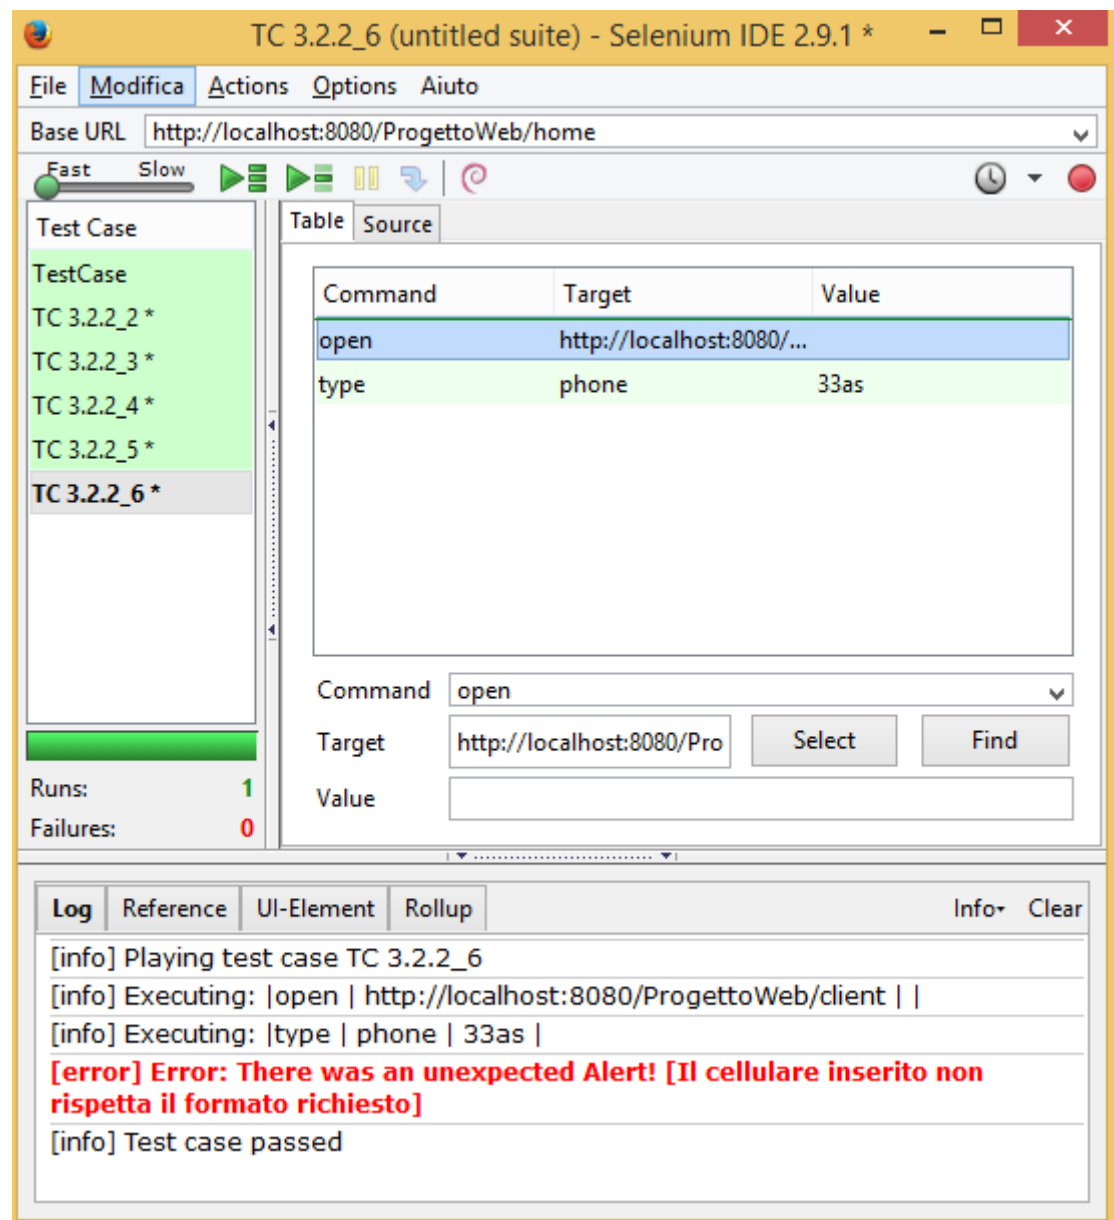 TC 3.2.2_6 (untitled suite) - Selenium IDE 2.9.1 *
File Modifica Actions Options Aiuto
Base URL http://localhost:8080/ProgettoWeb/home
Fast Slow
Test Case
TestCase
TC 3.2.2_2 *
TC 3.2.2_3 *
TC 3.2.2_4 *
TC 3.2.2_5 *
TC 3.2.2_6 *
Runs: 1
Failures: 0
Table Source
Command Target Value
open http://localhost:8080/...
type phone 33as
Command open
Target http://localhost:8080/Pro Select Find
Value
Log Reference UI-Element Rollup Info Clear
[info] Playing test case TC 3.2.2_6
[info] Executing: |open | http://localhost:8080/ProgettoWeb/client | |
[info] Executing: |type | phone | 33as |
[error] Error: There was an unexpected Alert! [Il cellulare inserito non
rispetta il formato richiesto]
[info] Test case passed